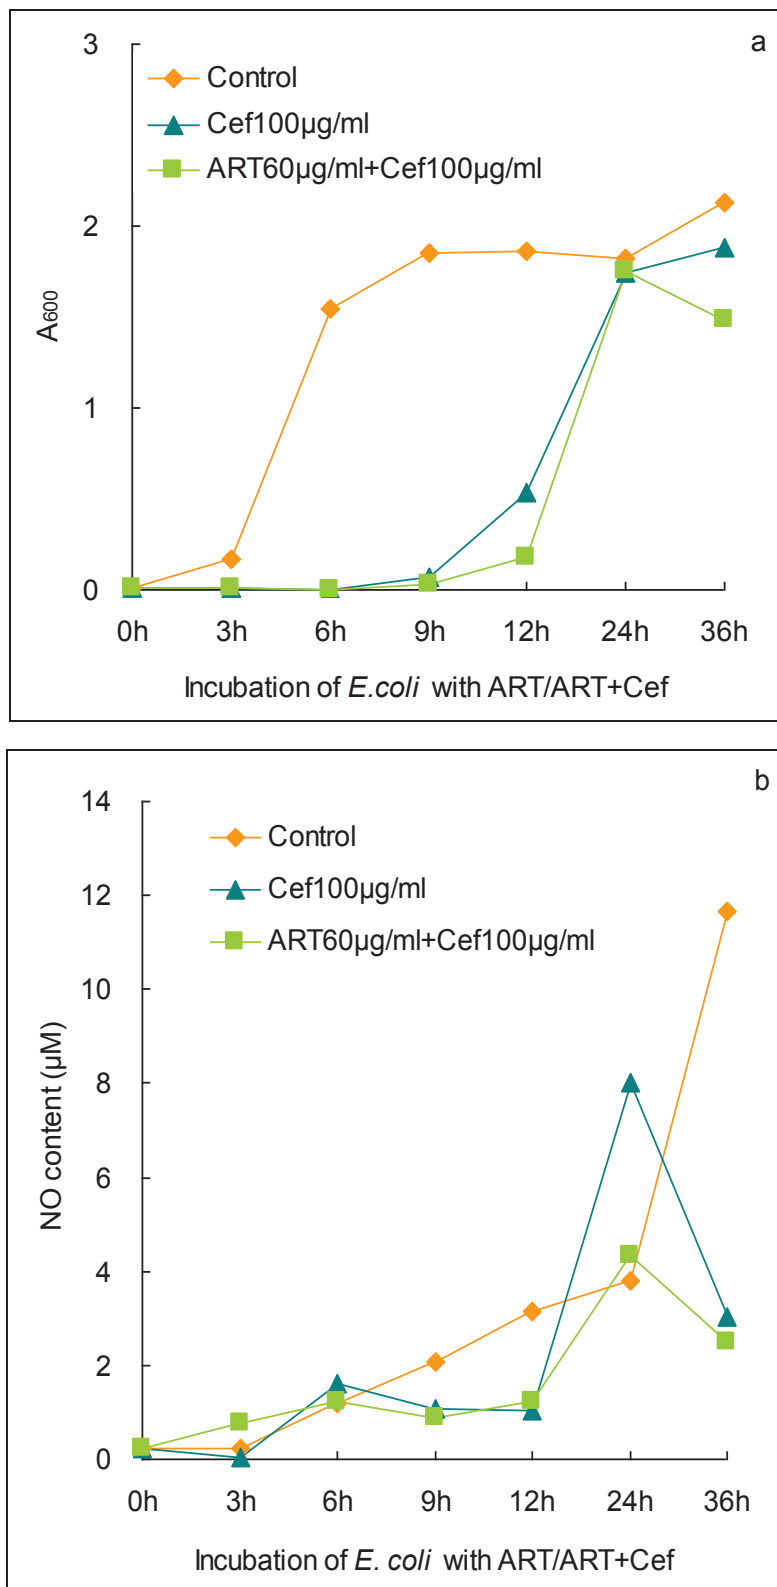 a
3
Control
Cef100µg/ml
ART60µg/ml+Cef100µg/ml
2
A600
1
0
0h 3h 6h 9h 12h 24h 36h
Incubation of E.coli with ART/ART+Cef
b
14
Control
12
Cef100µg/ml
ART60µg/ml+Cef100µg/ml
10
NO content (µM)
8
6
4
2
0
0h 3h 6h 9h 12h 24h 36h
Incubation of E. coli with ART/ART+Cef